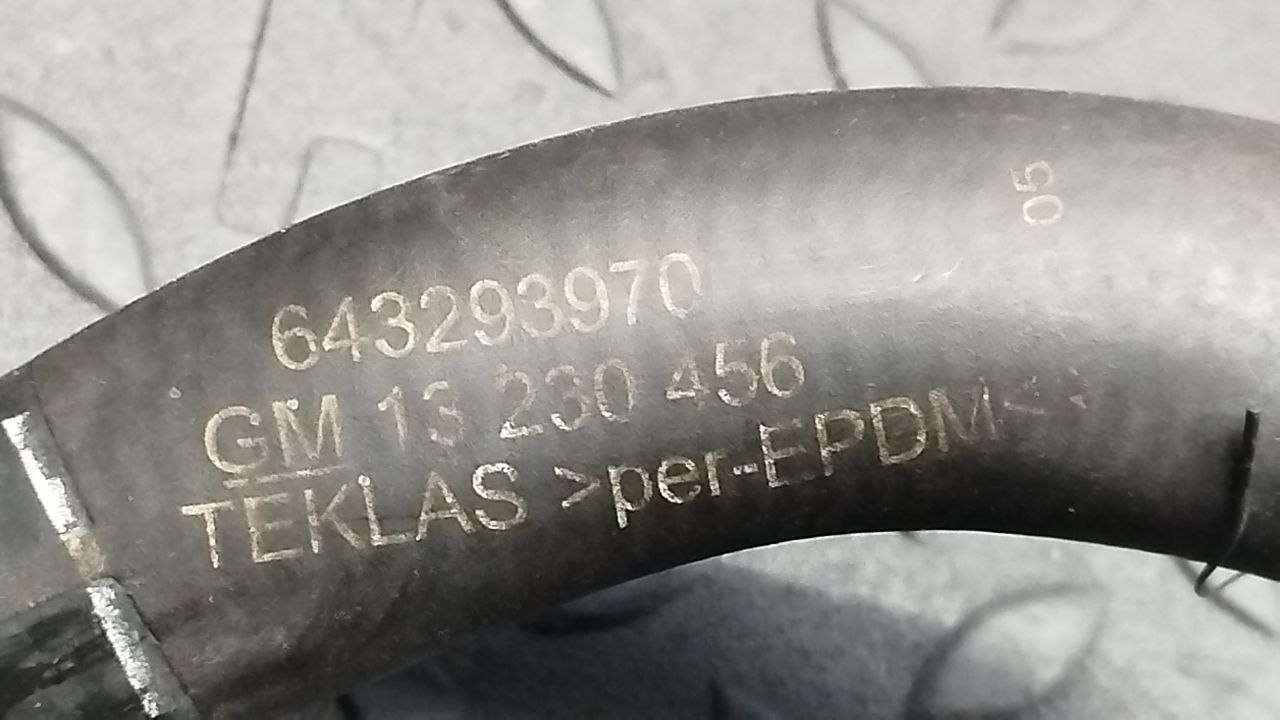 643293970
GM 13 230 456
TEKLAS >per-EPDM<
05